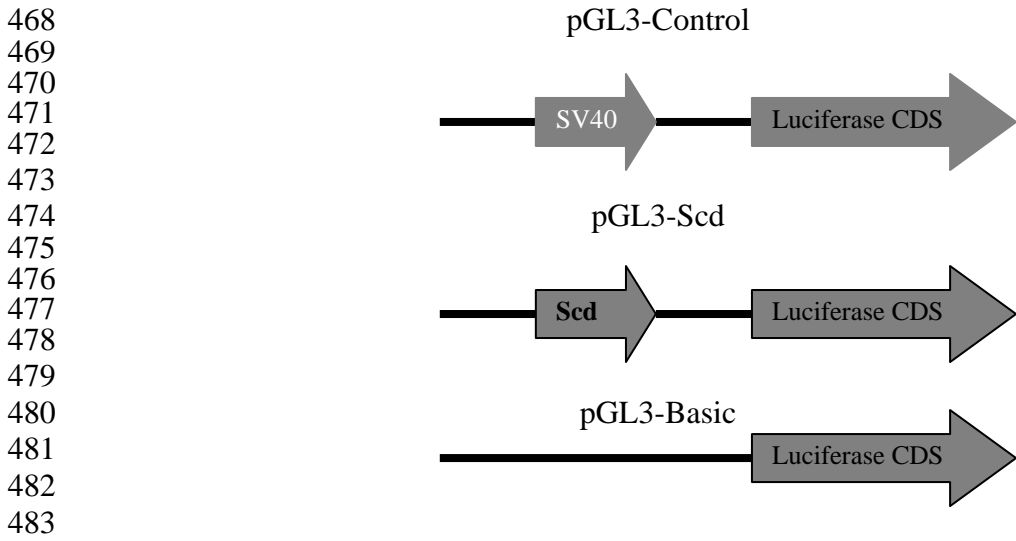 468 pGL3-Control
469
470
471 SV40 Luciferase CDS
472
473
474 pGL3-Scd
475
476
477 Scd Luciferase CDS
478
479
480 pGL3-Basic
481 Luciferase CDS
482
483